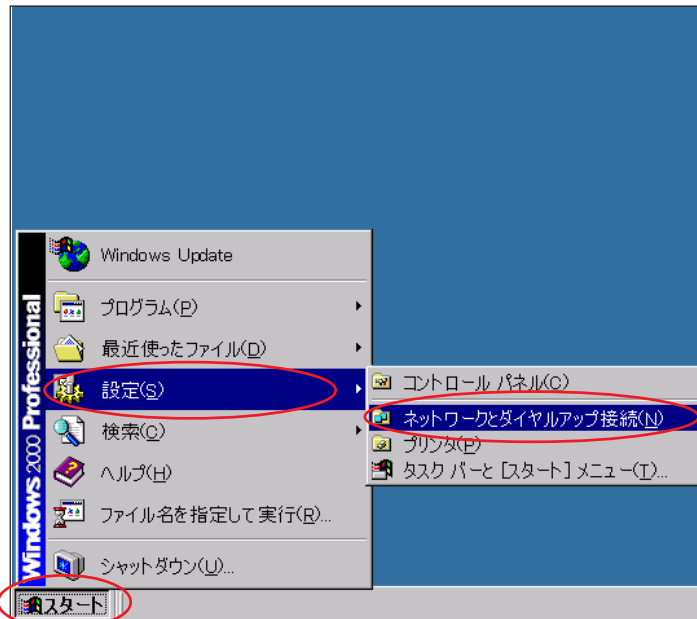 Windows Update
プログラム(P)
最近使ったファイル(D)
設定(S)
検索(C)
ヘルプ(H)
ファイル名を指定して実行(R)...
シャットダウン(U)...
Windows 2000 Professional
コントロール パネル(C)
ネットワークとダイヤルアップ接続(N)
プリンタ(P)
タスク バーと [スタート] メニュー(T)...
スタート